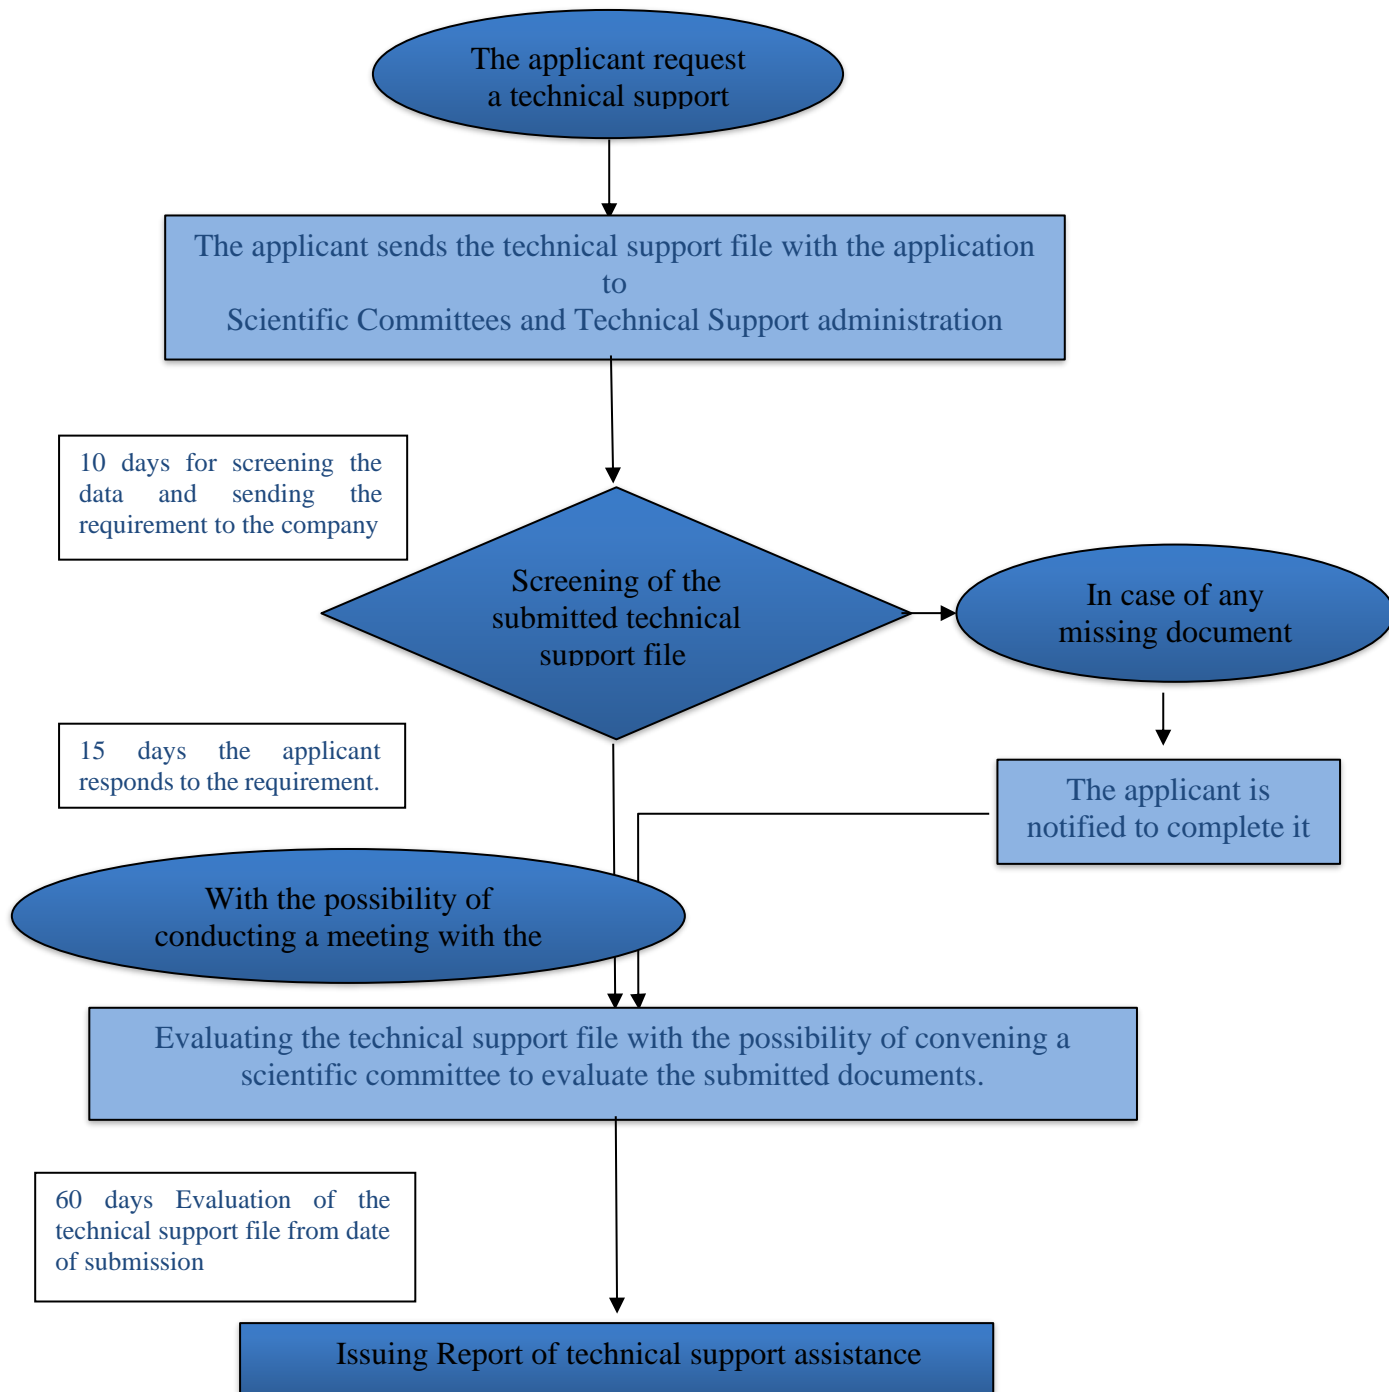 The applicant request
a technical support
The applicant sends the technical support file with the application
to
Scientific Committees and Technical Support administration
10 days for screening the
data and sending the
requirement to the company
Screening of the
submitted technical
support file
In case of any
missing document
15 days the applicant
responds to the requirement.
The applicant is
notified to complete it
With the possibility of
conducting a meeting with the
Evaluating the technical support file with the possibility of convening a
scientific committee to evaluate the submitted documents.
60 days Evaluation of the
technical support file from date
of submission
Issuing Report of technical support assistance